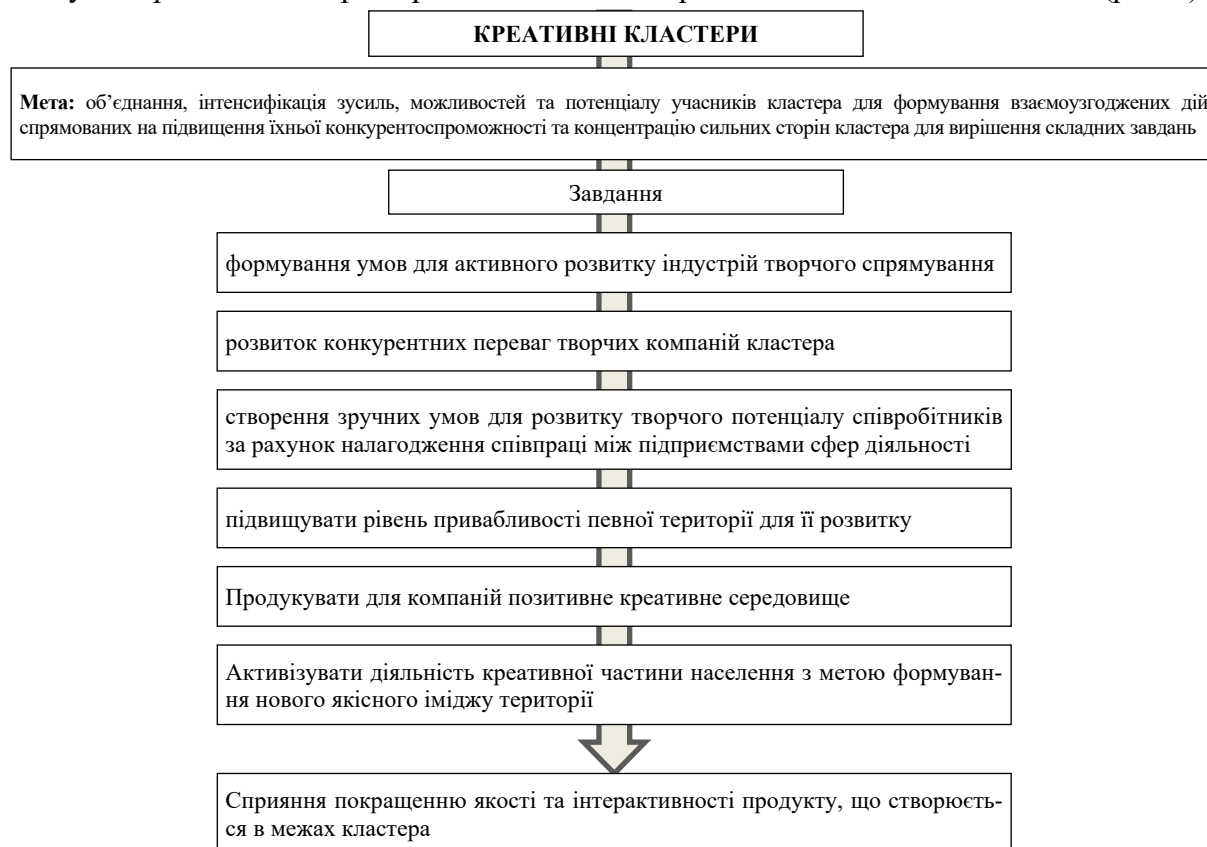 КРЕАТИВНІ КЛАСТЕРИ
Мета: об’єднання, інтенсифікація зусиль, можливостей та потенціалу учасників кластера для формування взаємоузгоджених дій
спрямованих на підвищення їхньої конкурентоспроможності та концентрацію сильних сторін кластера для вирішення складних завдань
Завдання
формування умов для активного розвитку індустрій творчого спрямування
розвиток конкурентних переваг творчих компаній кластера
створення зручних умов для розвитку творчого потенціалу співробітників
за рахунок налагодження співпраці між підприємствами сфер діяльності
підвищувати рівень привабливості певної території для її розвитку
Продукувати для компаній позитивне креативне середовище
Активізувати діяльність креативної частини населення з метою формуван-
ня нового якісного іміджу території
Сприяння покращенню якості та інтерактивності продукту, що створюєть-
ся в межах кластера